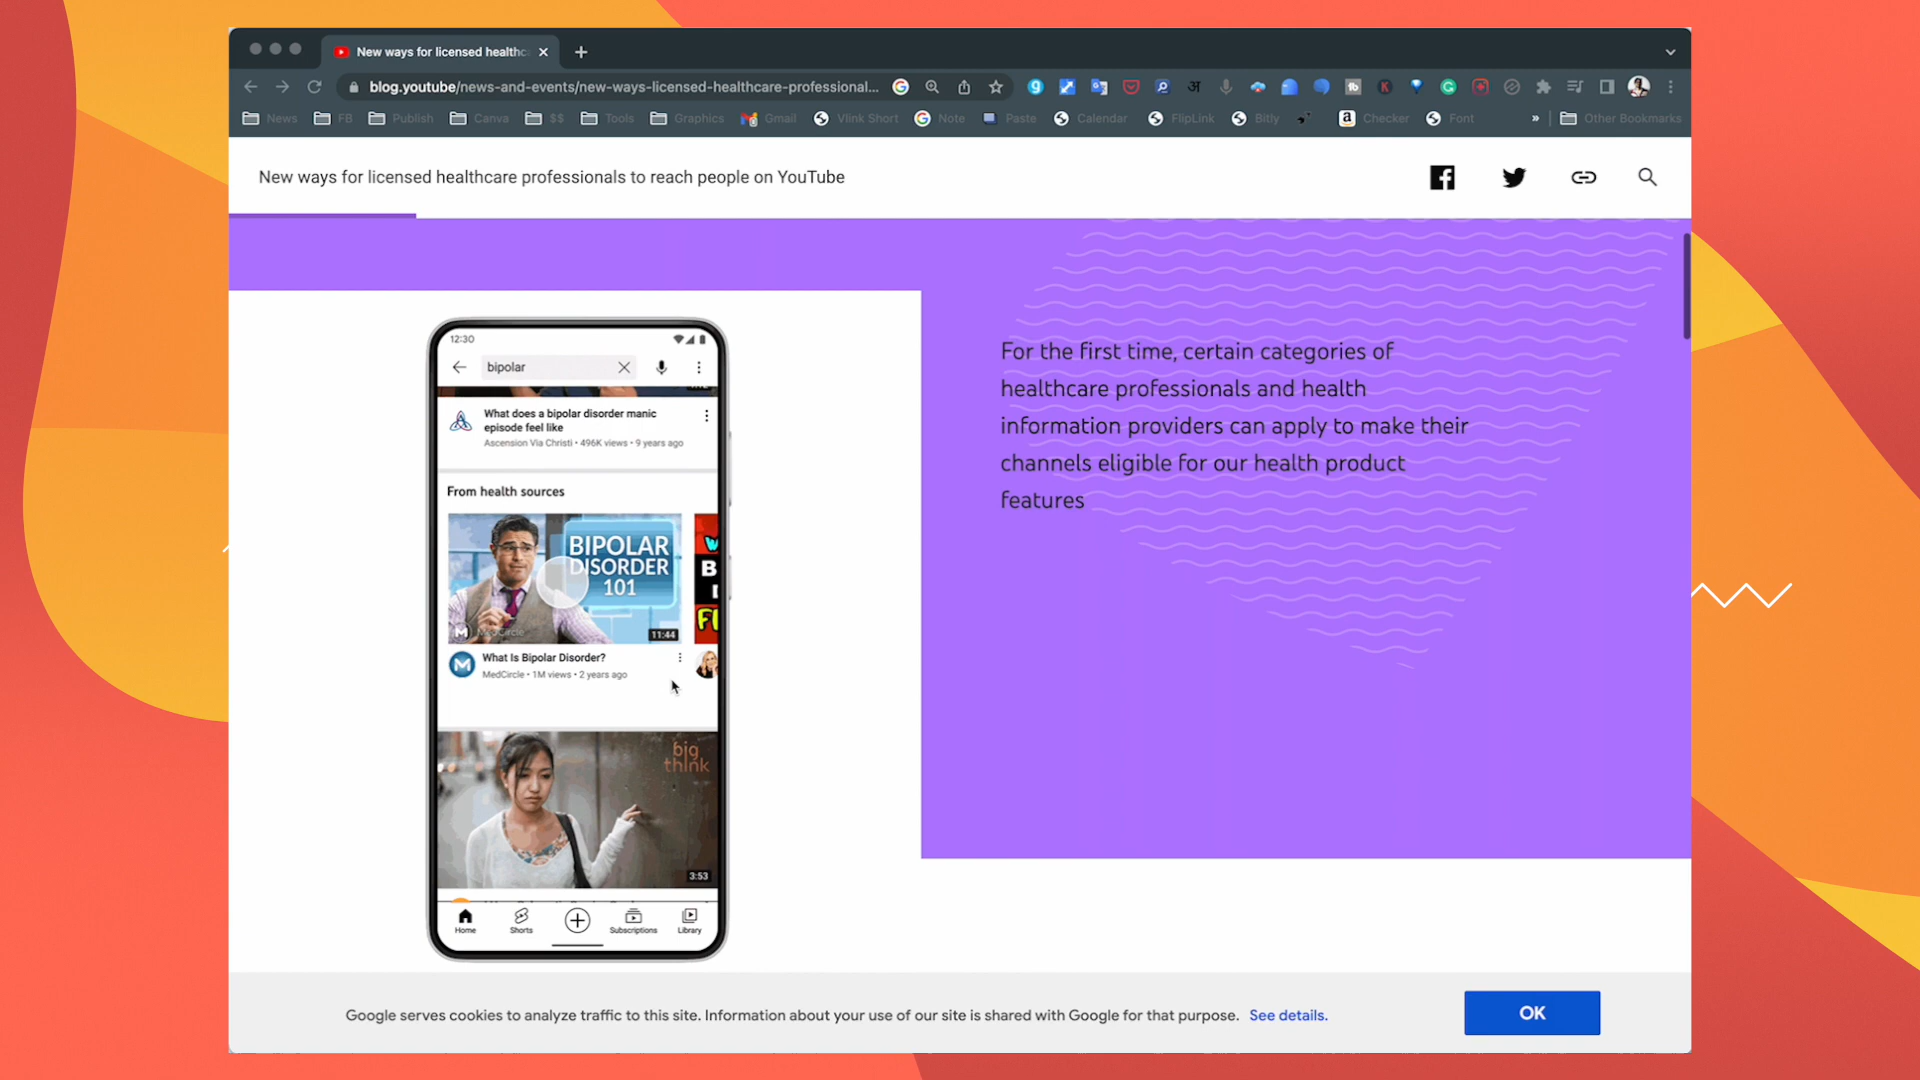 New ways for licensed healthc
blog.youtube/news-and-events/new-ways-licensed-healthcare-professional...
News FB Publish Canva $$ Tools Graphics Gmail Vlink Short Note Paste Calendar FlipLink Bitly Checker Font » Other Bookmarks
New ways for licensed healthcare professionals to reach people on YouTube
12:30
bipolar
What does a bipolar disorder manic
episode feel like
Ascension Via Christi • 496K views • 9 years ago
From health sources
BIPOLAR
DISORDER
101
MedCircle
11:44
What Is Bipolar Disorder?
MedCircle • 1M views • 2 years ago
big
think
3:53
Home Shorts Subscriptions Library
For the first time, certain categories of
healthcare professionals and health
information providers can apply to make their
channels eligible for our health product
features
Google serves cookies to analyze traffic to this site. Information about your use of our site is shared with Google for that purpose. See details.
OK